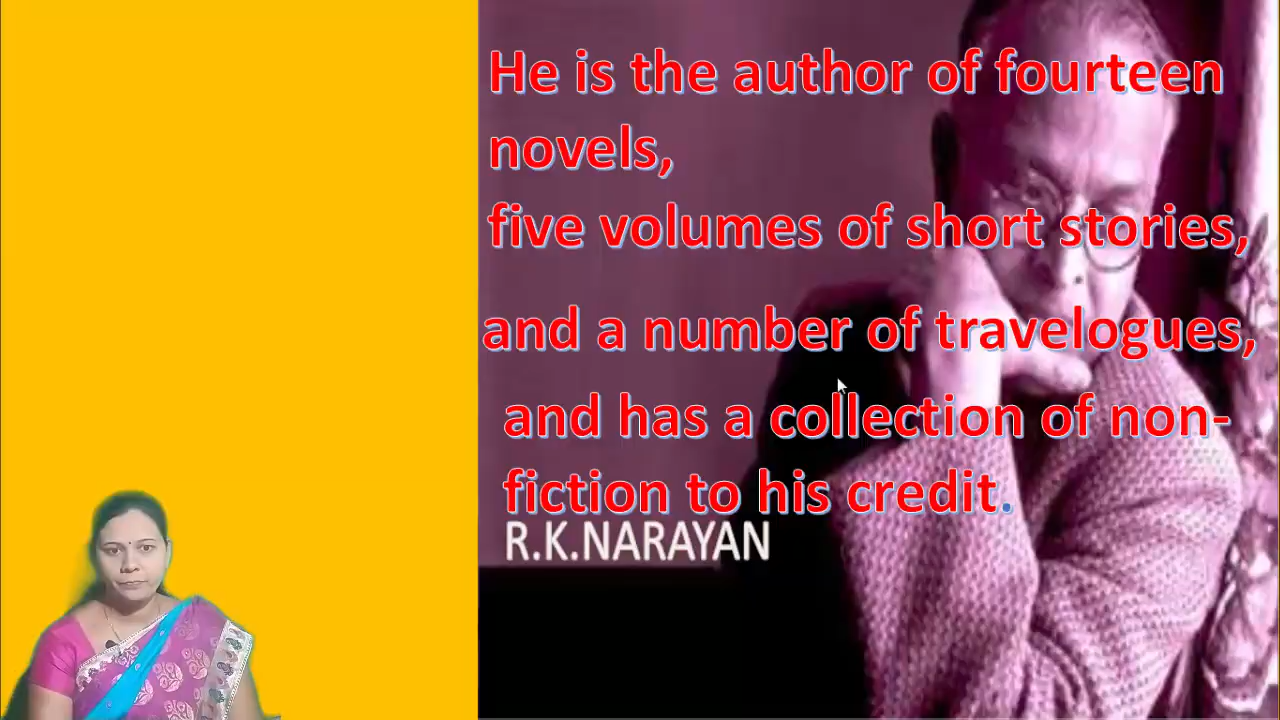 He is the author of fourteen
novels,
five volumes of short stories,
and a number of travelogues,
and has a collection of non-
fiction to his credit.
R.K.NARAYAN